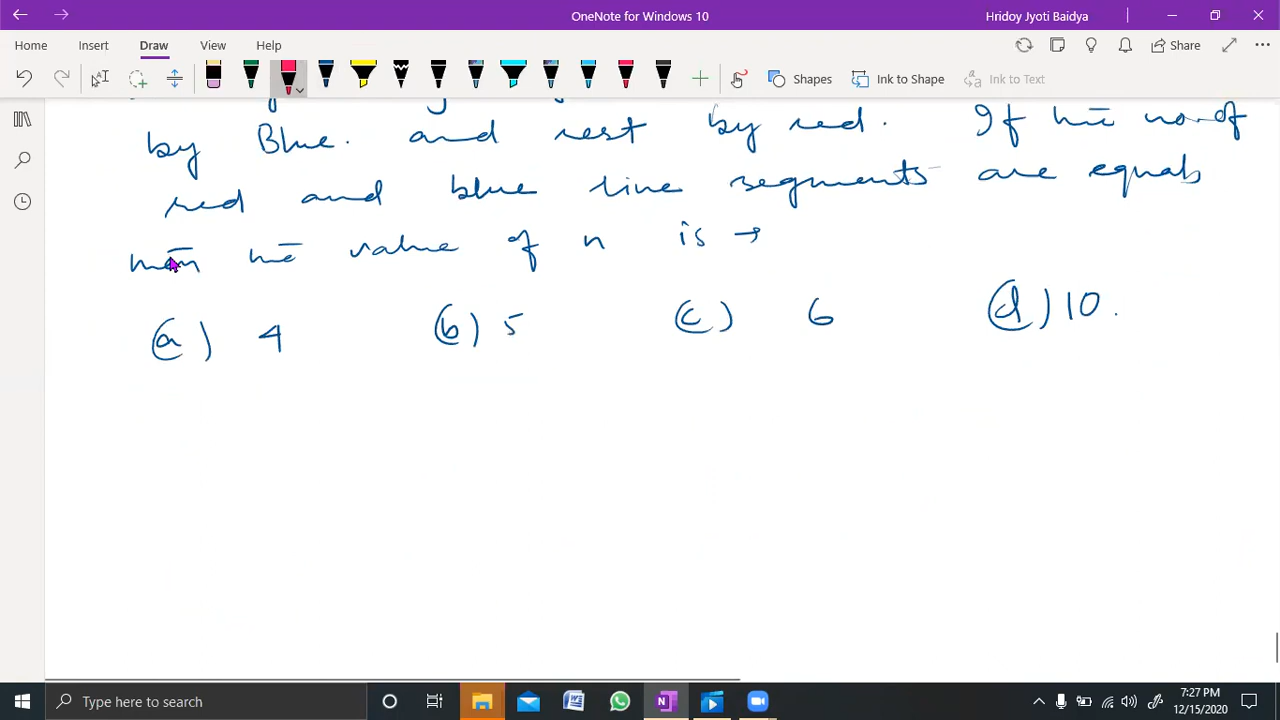 OneNote for Windows 10
Hridoy Jyoti Baidya
Home Insert Draw View Help
Share
Shapes
Ink to Shape
Ink to Text
by Blue. and rest by red. If the no. of
red and blue line segments are equals
then the value of n is →
(a) 4 (b) 5 (c) 6 (d) 10.
Type here to search
7:27 PM
12/15/2020